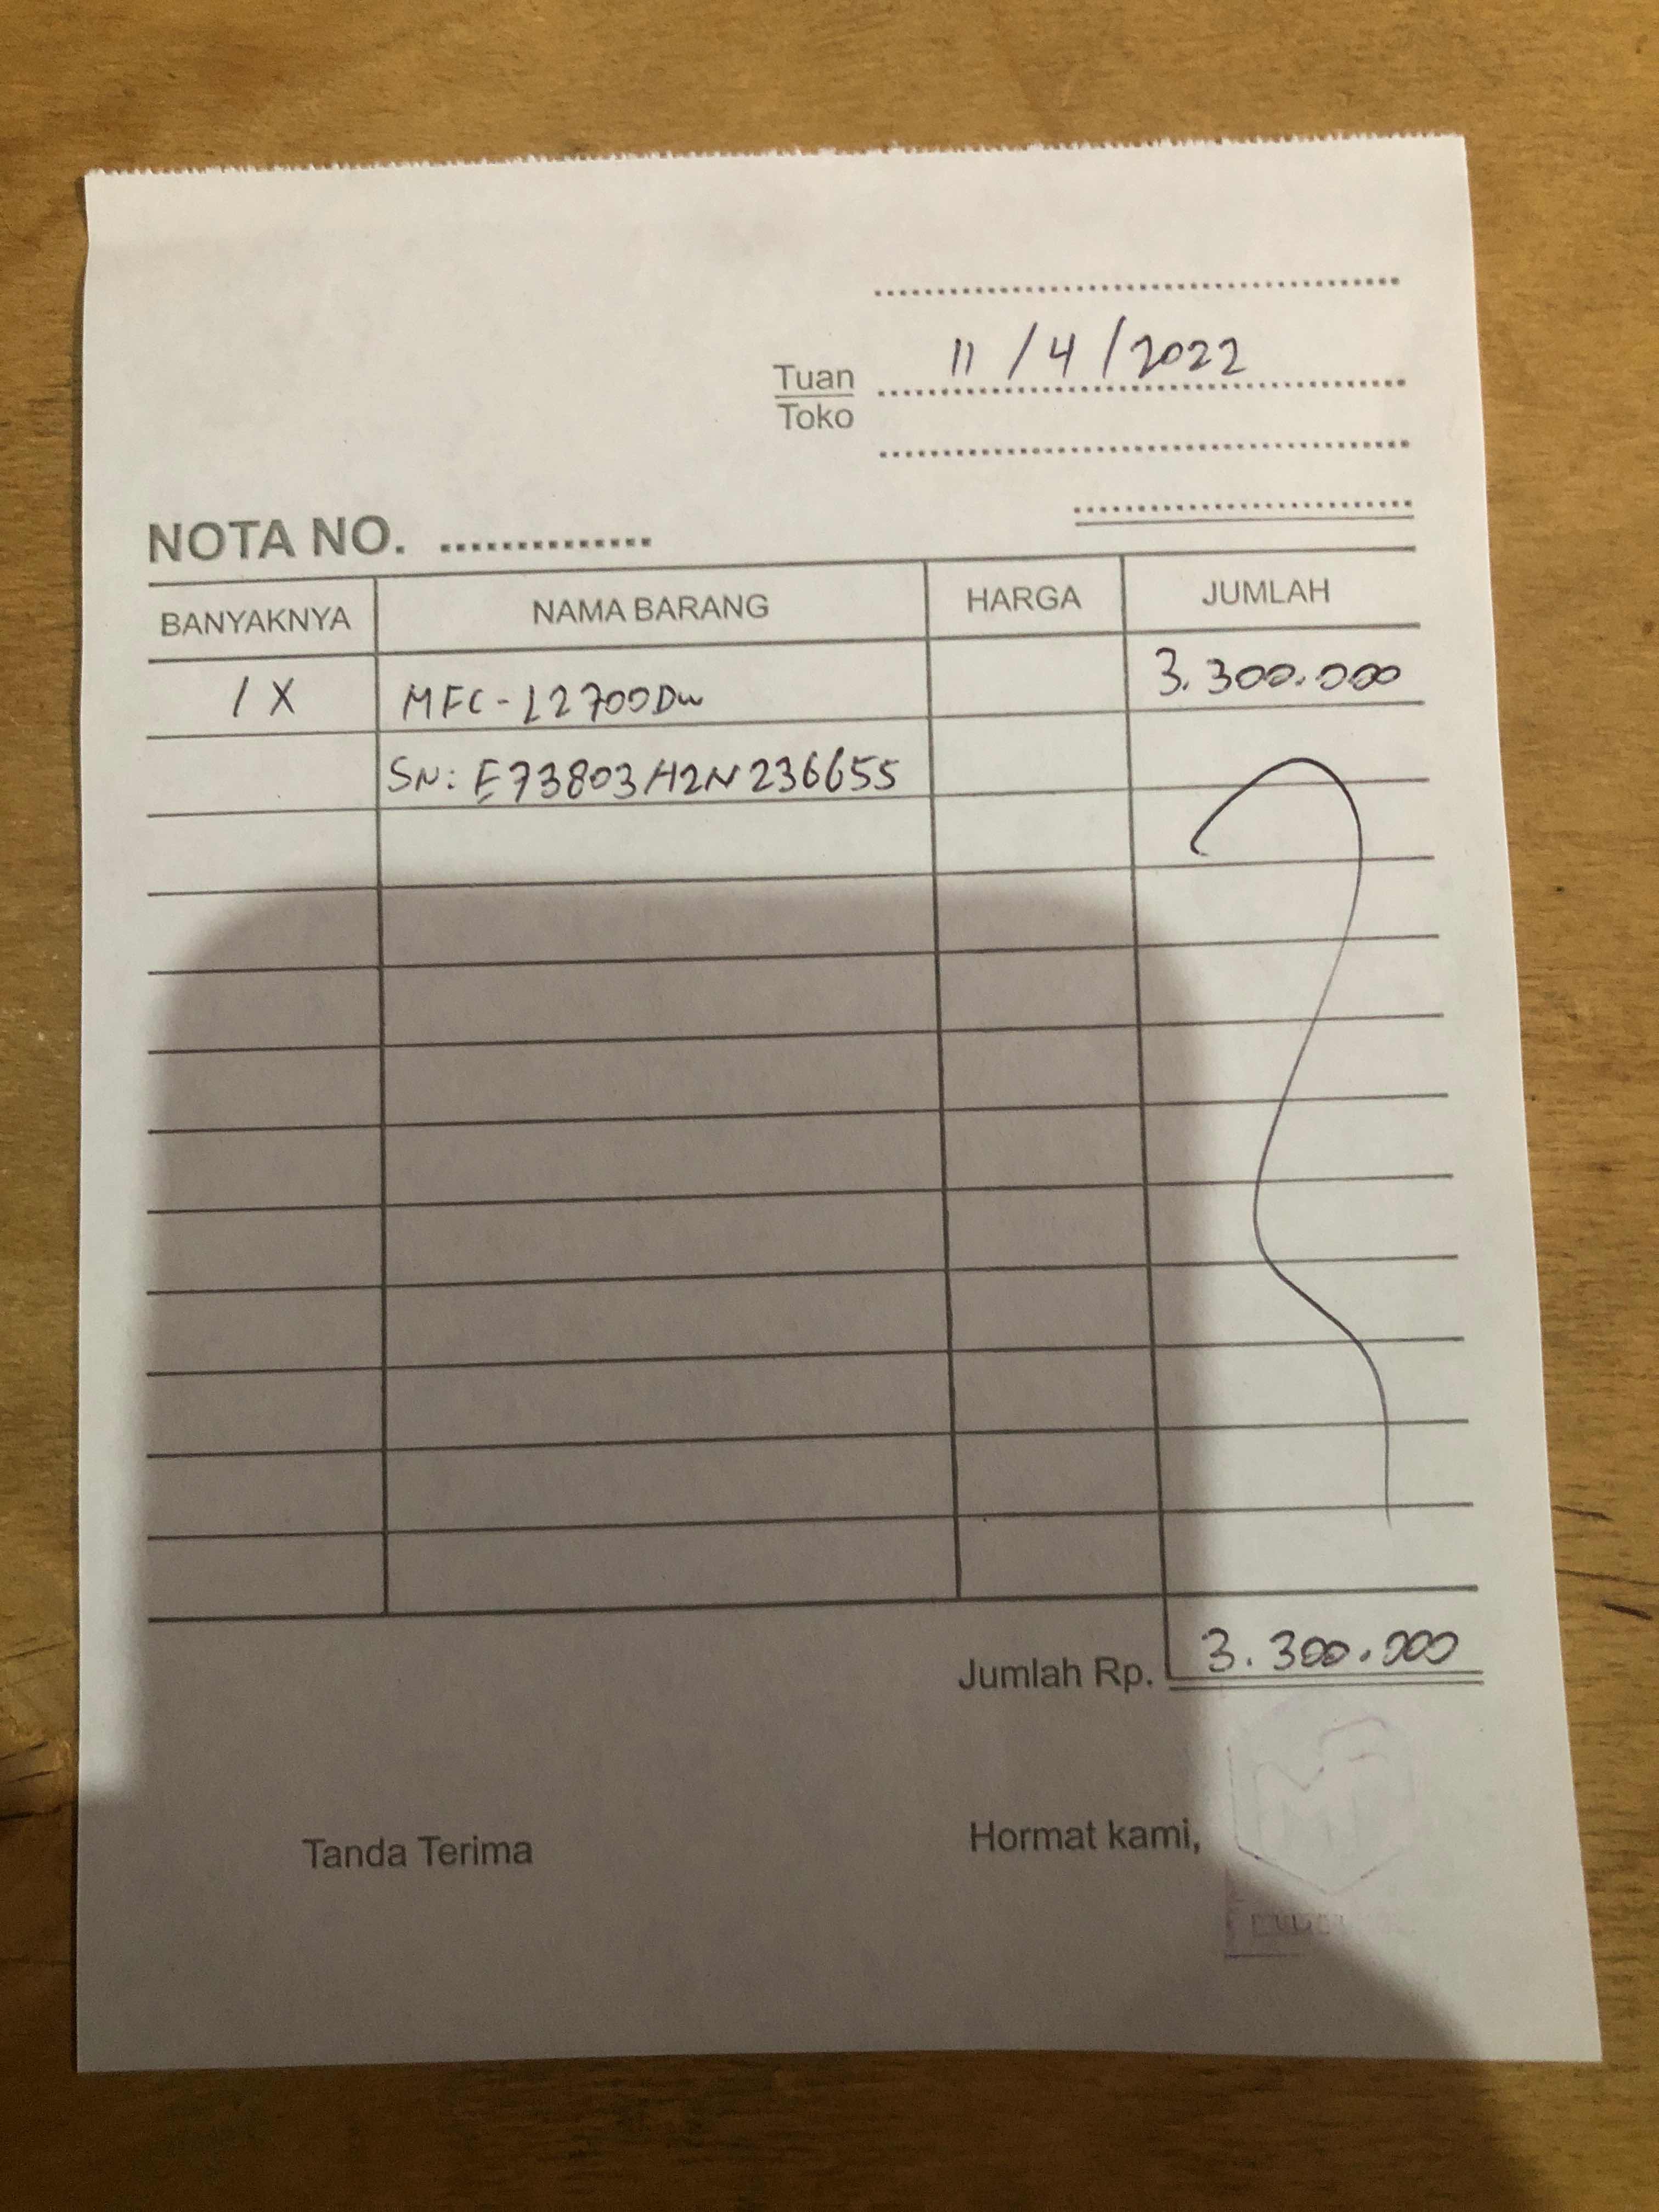 11/4/2022
Tuan
Toko
NOTA NO. ..............
BANYAKNYA NAMA BARANG HARGA JUMLAH
1 X MFC-L2700Dw 3.300.000
SN: E73803H2N236655
Jumlah Rp. 3.300.000
Tanda Terima Hormat kami,